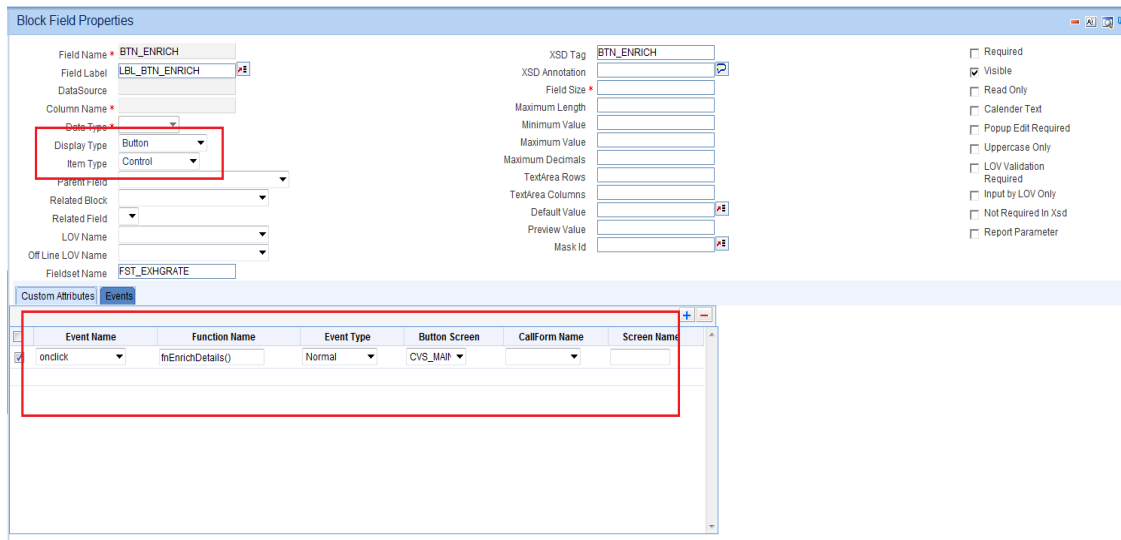 Block Field Properties
Field Name * BTN_ENRICH
Field Label LBL_BTN_ENRICH
DataSource
Column Name *
Data Type *
Display Type Button
Item Type Control
Parent Field
Related Block
Related Field
LOV Name
Off Line LOV Name
Fieldset Name FST_EXHGRATE
XSD Tag BTN_ENRICH
XSD Annotation
Field Size *
Maximum Length
Minimum Value
Maximum Value
Maximum Decimals
TextArea Rows
TextArea Columns
Default Value
Preview Value
Mask Id
Required
Visible
Read Only
Calender Text
Popup Edit Required
Uppercase Only
LOV Validation
Required
Input by LOV Only
Not Required In Xsd
Report Parameter
Custom Attributes Events
Event Name Function Name Event Type Button Screen CallForm Name Screen Name
onclick fnEnrichDetails() Normal CVS_MAIN